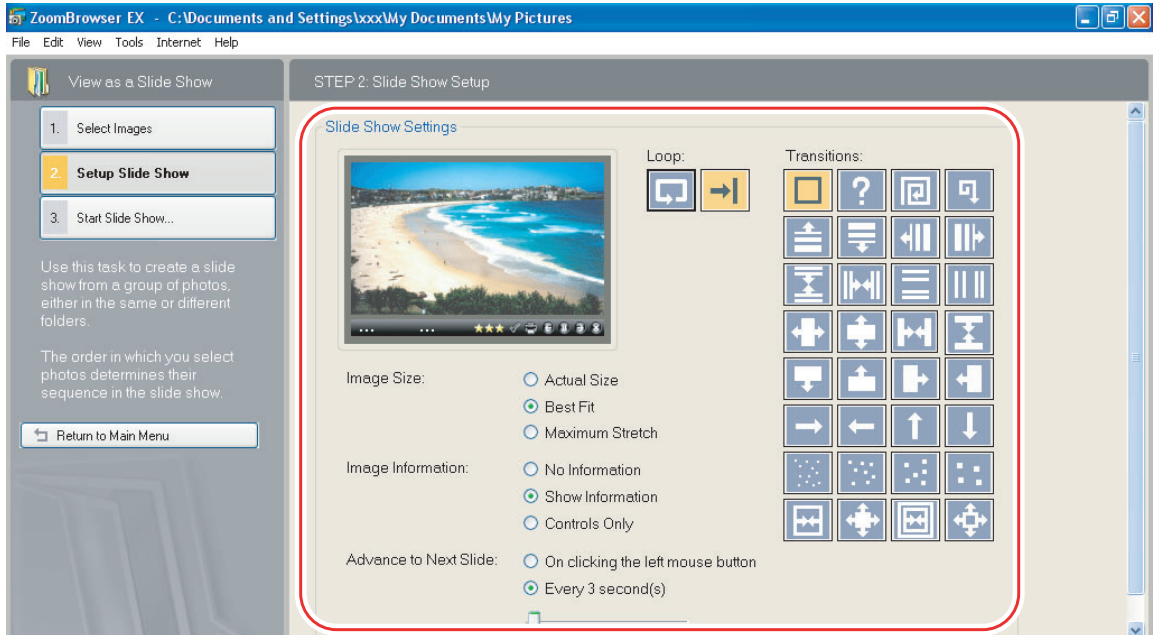 ZoomBrowser EX - C:\Documents and Settings\xxx\My Documents\My Pictures
File Edit View Tools Internet Help
View as a Slide Show
1. Select Images
2. Setup Slide Show
3. Start Slide Show...
Use this task to create a slide
show from a group of photos,
either in the same or different
folders.
The order in which you select
photos determines their
sequence in the slide show.
Return to Main Menu
STEP 2: Slide Show Setup
Slide Show Settings
Loop:
Transitions:
?
... ...
Image Size:
Actual Size
Best Fit
Maximum Stretch
Image Information:
No Information
Show Information
Controls Only
Advance to Next Slide:
On clicking the left mouse button
Every 3 second(s)